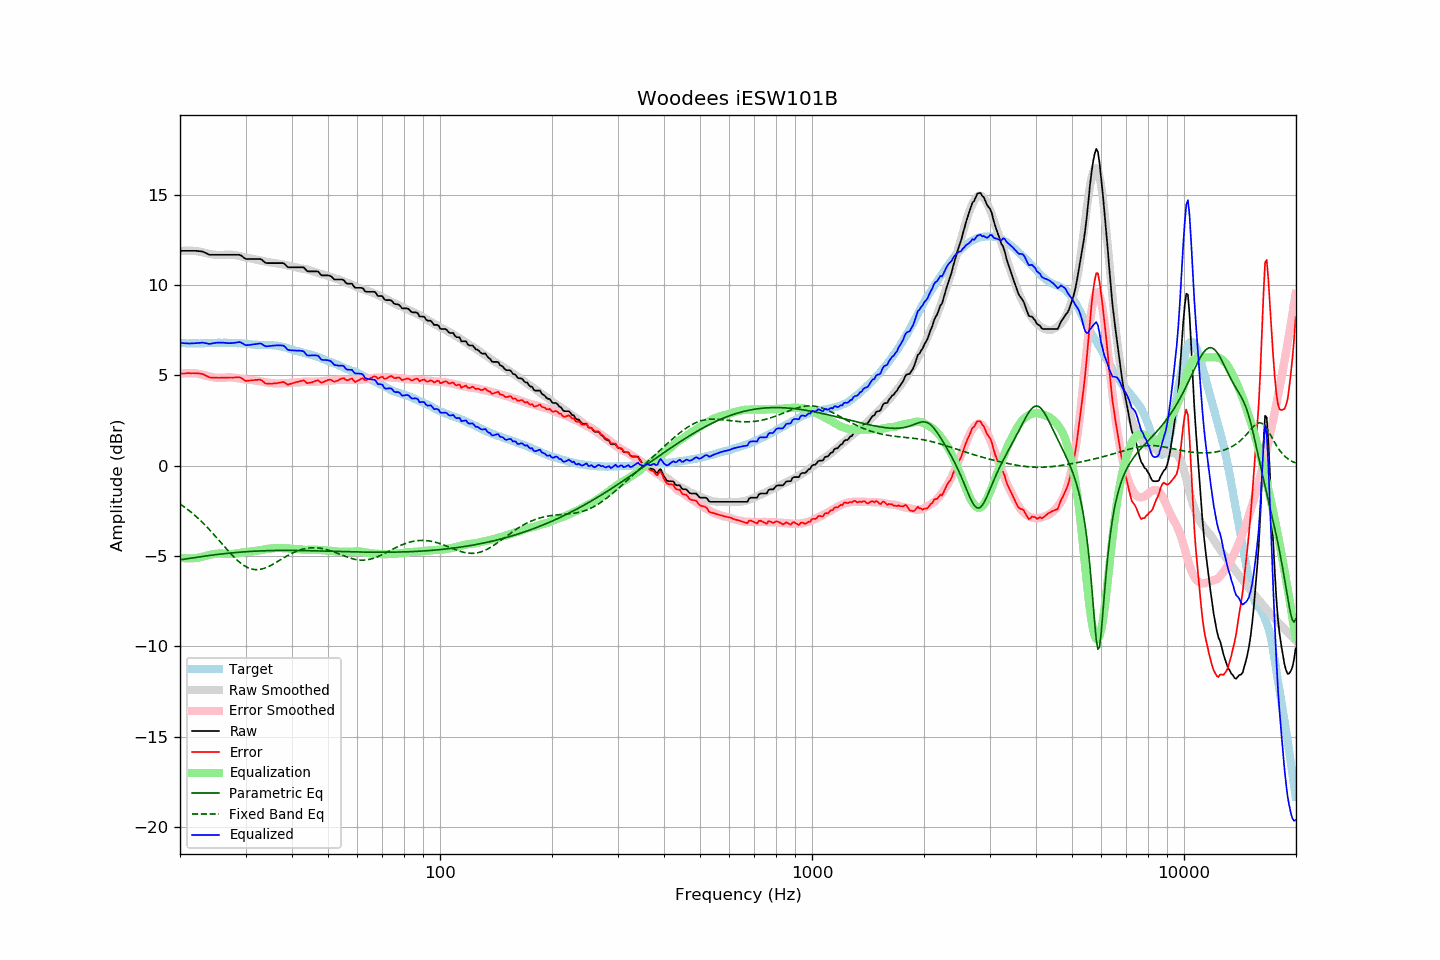 Woodees iESW101B
Amplitude (dBr)
15
10
5
0
−5
−10
−15
−20
Target
Raw Smoothed
Error Smoothed
Raw
Error
Equalization
Parametric Eq
Fixed Band Eq
Equalized
100
1000
10000
Frequency (Hz)